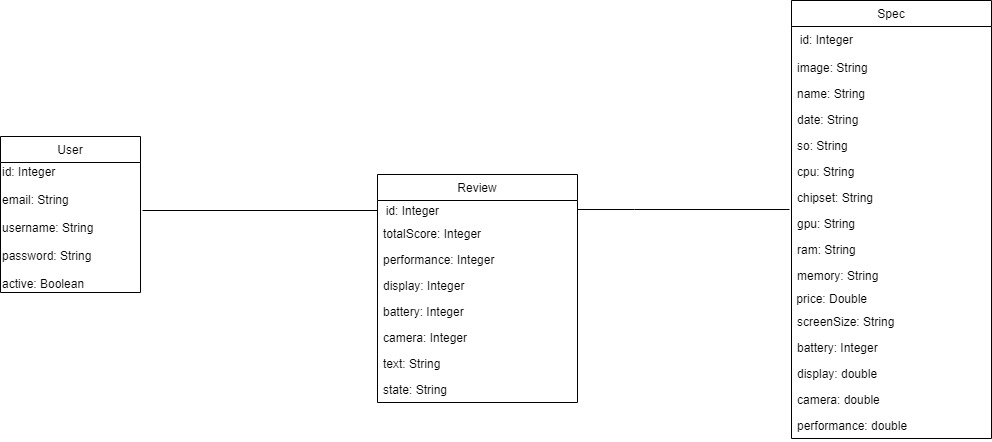 User
id: Integer
email: String
username: String
password: String
active: Boolean
Review
id: Integer
totalScore: Integer
performance: Integer
display: Integer
battery: Integer
camera: Integer
text: String
state: String
Spec
id: Integer
image: String
name: String
date: String
so: String
cpu: String
chipset: String
gpu: String
ram: String
memory: String
price: Double
screenSize: String
battery: Integer
display: double
camera: double
performance: double